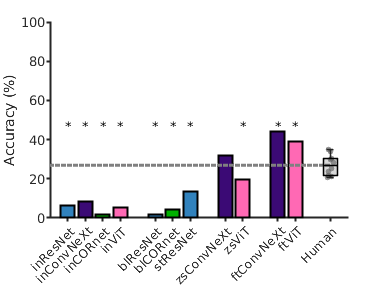 100
80
60
40
20
0
Accuracy (%)
* * * * * * * * * *
inResNet
inConvNeXt
inCORnet
inViT
blResNet
blCORnet
stResNet
zsConvNeXt
zsViT
ftConvNeXt
ftViT
Human